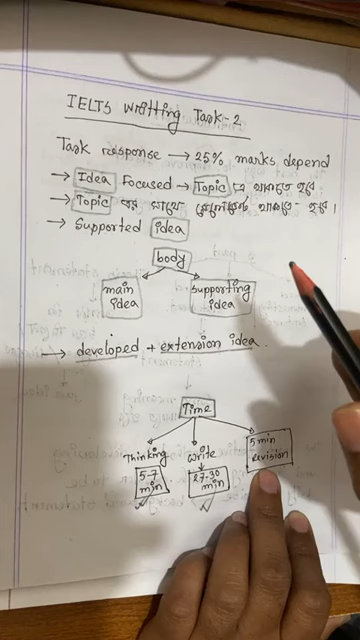 IELTS writting Task-2
Task response → 25% marks depend
→ Idea Focused → Topic এ থাকতে হবে
→ Topic এর সাথে থাকতে হবে।
→ Supported idea
body
main idea
supporting idea
→ developed + extension idea.
Time
Thinking
write
5 min revision
5-7 min
27-30 min